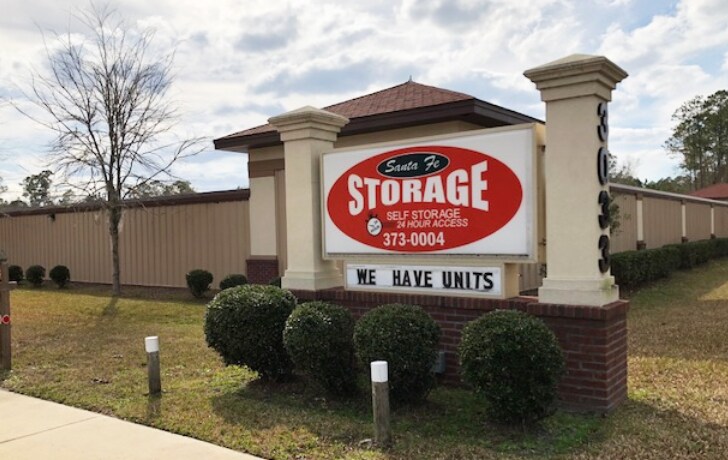 Santa Fe
STORAGE
SELF STORAGE
24 HOUR ACCESS
373-0004
WE HAVE UNITS
3033